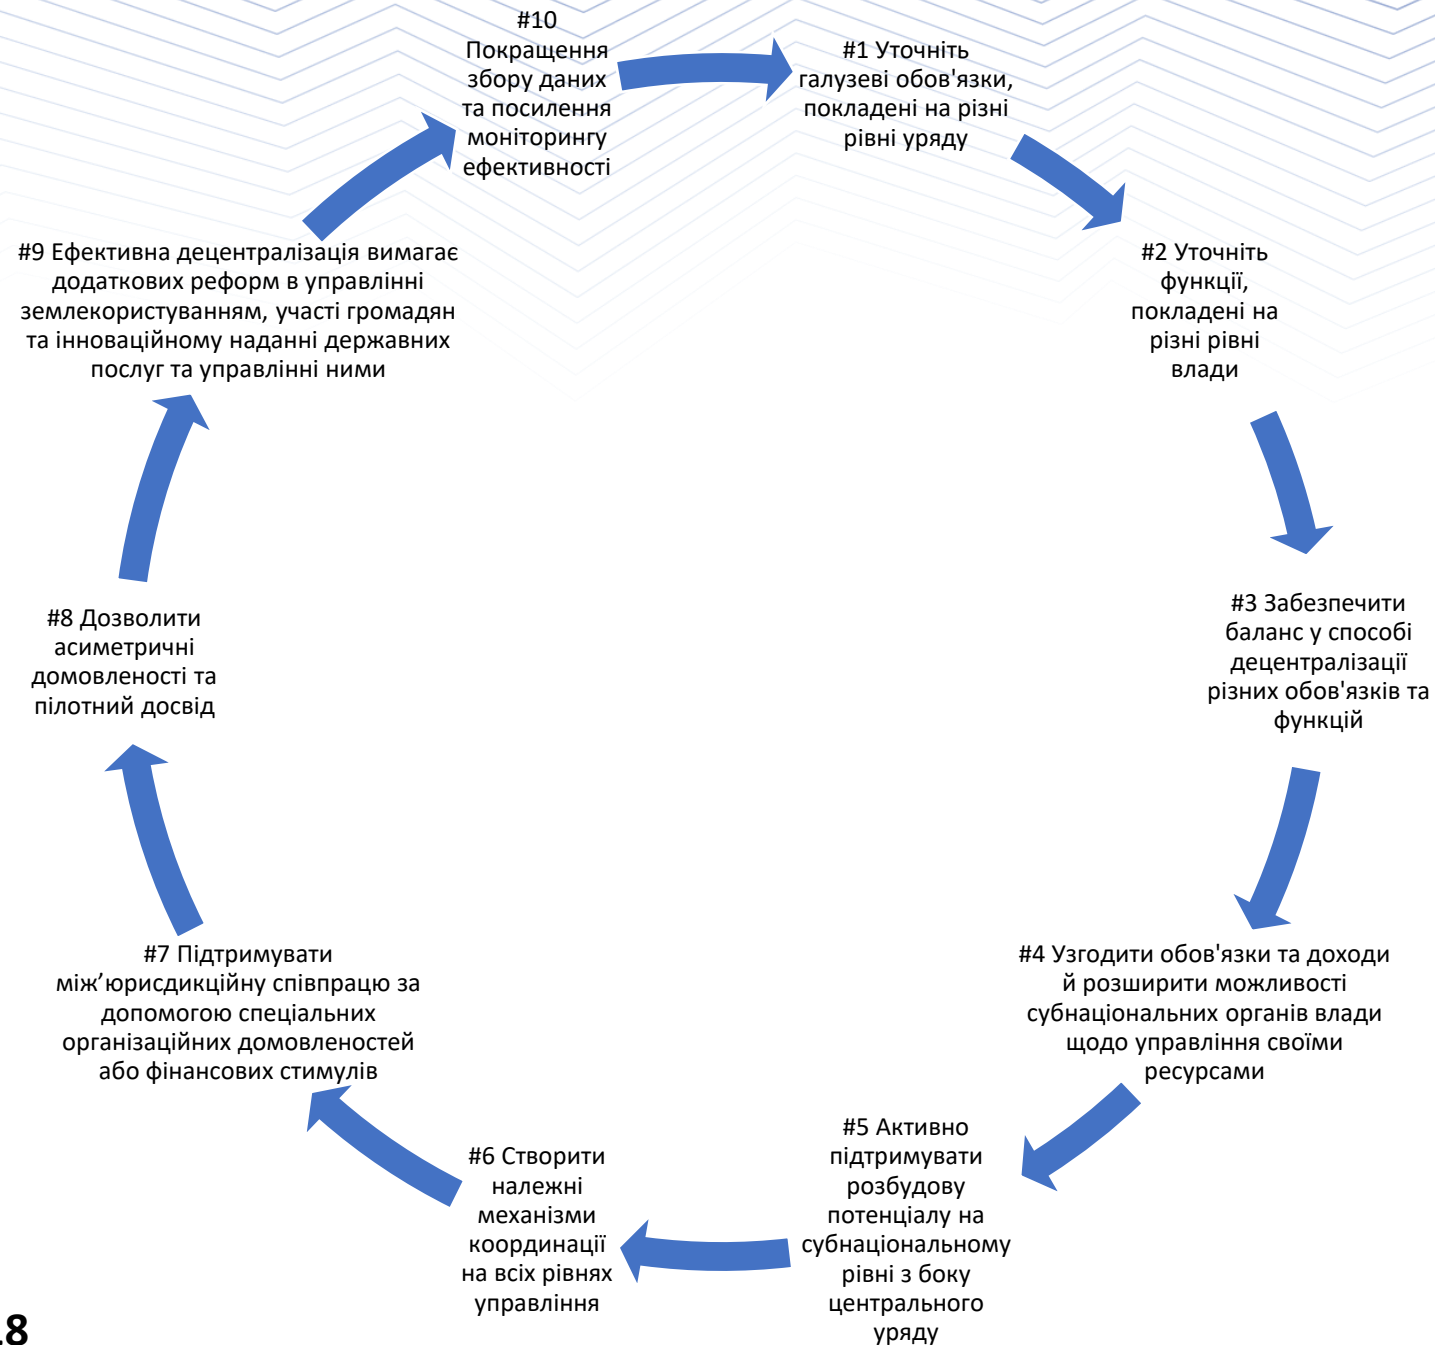 #10
Покращення
збору даних
та посилення
моніторингу
ефективності
#1 Уточніть
галузеві обов'язки,
покладені на різні
рівні уряду
#2 Уточніть
функції,
покладені на
різні рівні
влади
#3 Забезпечити
баланс у способі
децентралізації
різних обов'язків та
функцій
#4 Узгодити обов'язки та доходи
й розширити можливості
субнаціональних органів влади
щодо управління своїми
ресурсами
#5 Активно
підтримувати
розбудову
потенціалу на
субнаціональному
рівні з боку
центрального
уряду
#6 Створити
належні
механізми
координації
на всіх рівнях
управління
#7 Підтримувати
між’юрисдикційну співпрацю за
допомогою спеціальних
організаційних домовленостей
або фінансових стимулів
#8 Дозволити
асиметричні
домовленості та
пілотний досвід
#9 Ефективна децентралізація вимагає
додаткових реформ в управлінні
землекористуванням, участі громадян
та інноваційному наданні державних
послуг та управлінні ними
18